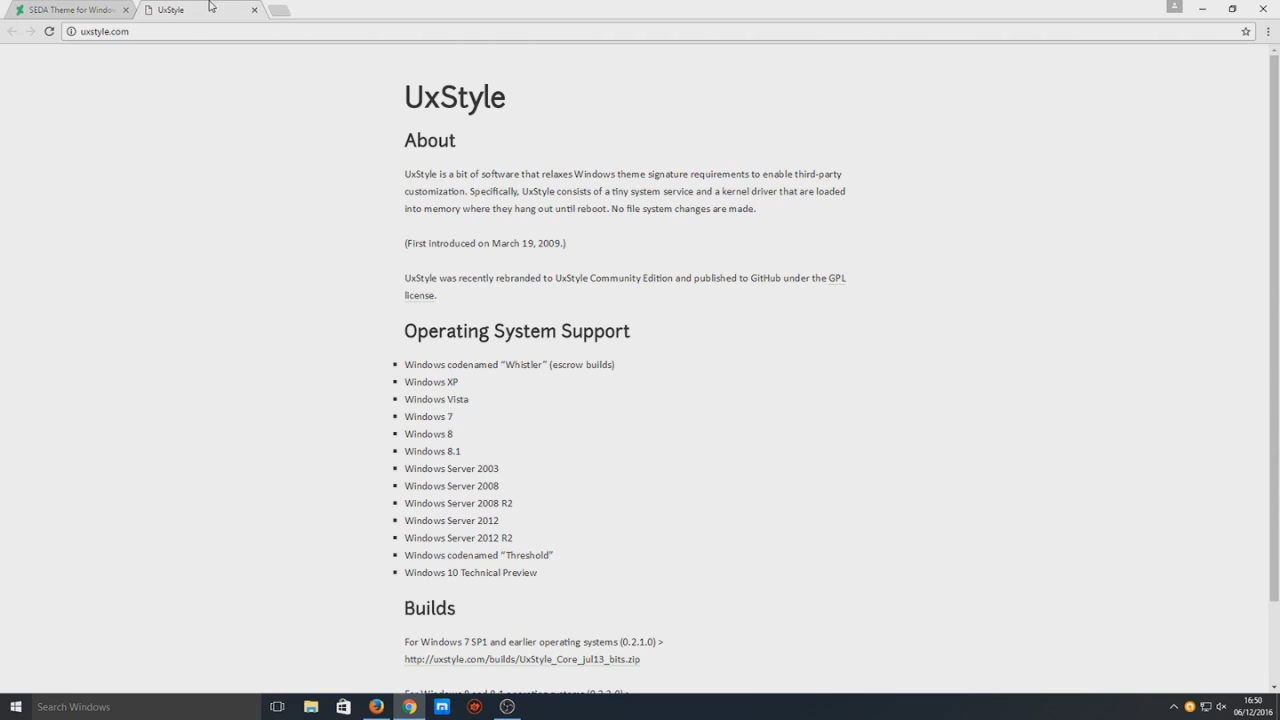 SEDA Theme for Window
UxStyle
uxstyle.com
UxStyle
About
UxStyle is a bit of software that relaxes Windows theme signature requirements to enable third-party
customization. Specifically, UxStyle consists of a tiny system service and a kernel driver that are loaded
into memory where they hang out until reboot. No file system changes are made.
(First introduced on March 19, 2009.)
UxStyle was recently rebranded to UxStyle Community Edition and published to GitHub under the GPL
license.
Operating System Support
Windows codenamed “Whistler” (escrow builds)
Windows XP
Windows Vista
Windows 7
Windows 8
Windows 8.1
Windows Server 2003
Windows Server 2008
Windows Server 2008 R2
Windows Server 2012
Windows Server 2012 R2
Windows codenamed “Threshold”
Windows 10 Technical Preview
Builds
For Windows 7 SP1 and earlier operating systems (0.2.1.0) >
http://uxstyle.com/builds/UxStyle_Core_jul13_bits.zip
Search Windows
16:50
06/12/2016